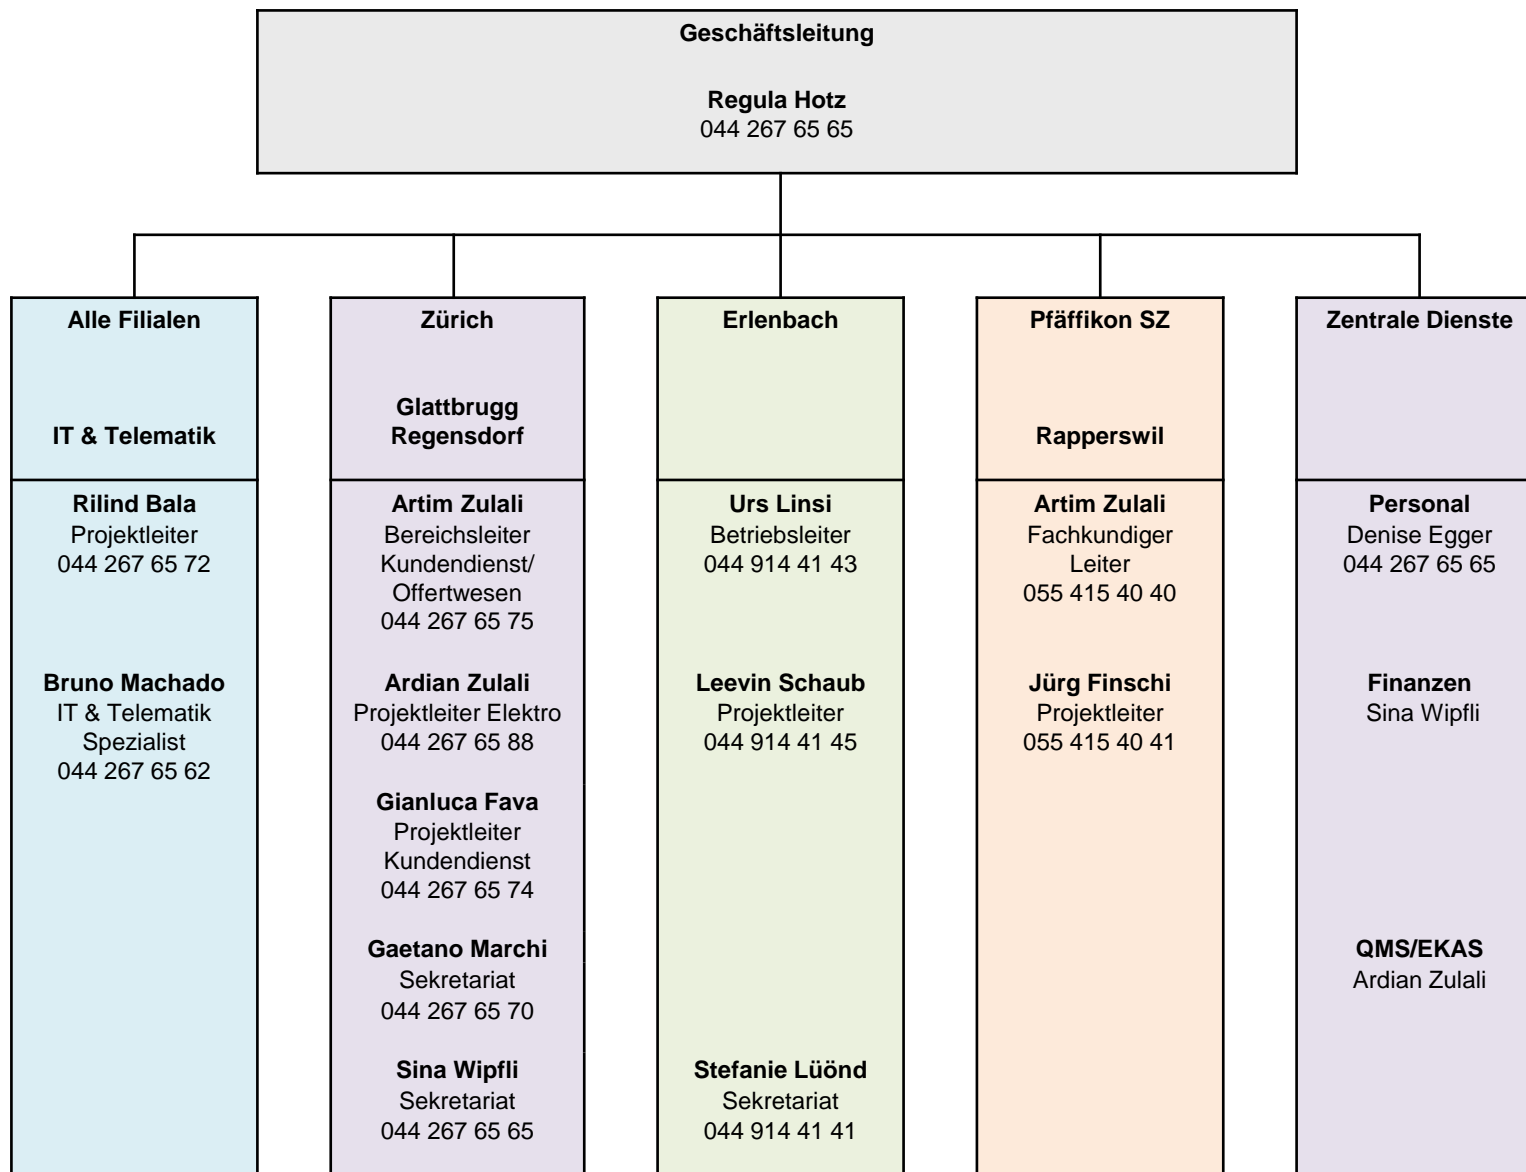 Geschäftsleitung
Regula Hotz
044 267 65 65
Alle Filialen
IT & Telematik
Rilind Bala
Projektleiter
044 267 65 72
Bruno Machado
IT & Telematik
Spezialist
044 267 65 62
Zürich
Glattbrugg
Regensdorf
Artim Zulali
Bereichsleiter
Kundendienst/
Offertwesen
044 267 65 75
Ardian Zulali
Projektleiter Elektro
044 267 65 88
Gianluca Fava
Projektleiter
Kundendienst
044 267 65 74
Gaetano Marchi
Sekretariat
044 267 65 70
Sina Wipfli
Sekretariat
044 267 65 65
Erlenbach
Urs Linsi
Betriebsleiter
044 914 41 43
Leevin Schaub
Projektleiter
044 914 41 45
Stefanie Lüönd
Sekretariat
044 914 41 41
Pfäffikon SZ
Rapperswil
Artim Zulali
Fachkundiger
Leiter
055 415 40 40
Jürg Finschi
Projektleiter
055 415 40 41
Zentrale Dienste
Personal
Denise Egger
044 267 65 65
Finanzen
Sina Wipfli
QMS/EKAS
Ardian Zulali